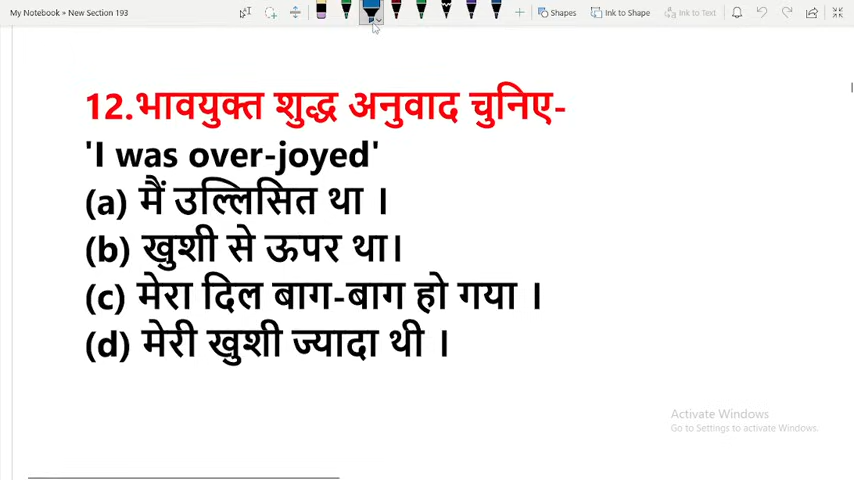 My Notebook » New Section 193
Shapes
Ink to Shape
Ink to Text
12.भावयुक्त शुद्ध अनुवाद चुनिए-
'I was over-joyed'
(a) मैं उल्लिसित था ।
(b) खुशी से ऊपर था।
(c) मेरा दिल बाग-बाग हो गया ।
(d) मेरी खुशी ज्यादा थी ।
Activate Windows
Go to Settings to activate Windows.